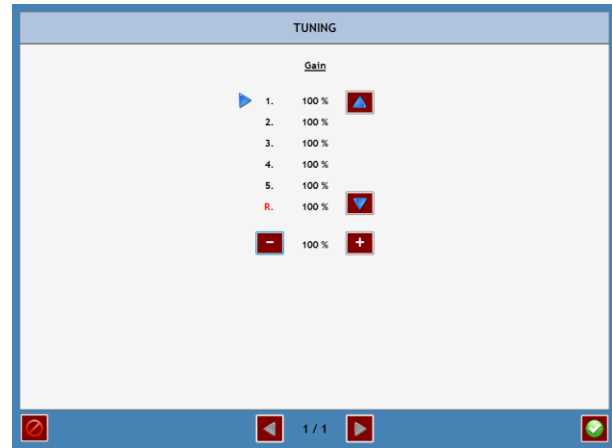 TUNING
Gain
1. 100 %
2. 100 %
3. 100 %
4. 100 %
5. 100 %
R. 100 %
− 100 % +
1 / 1